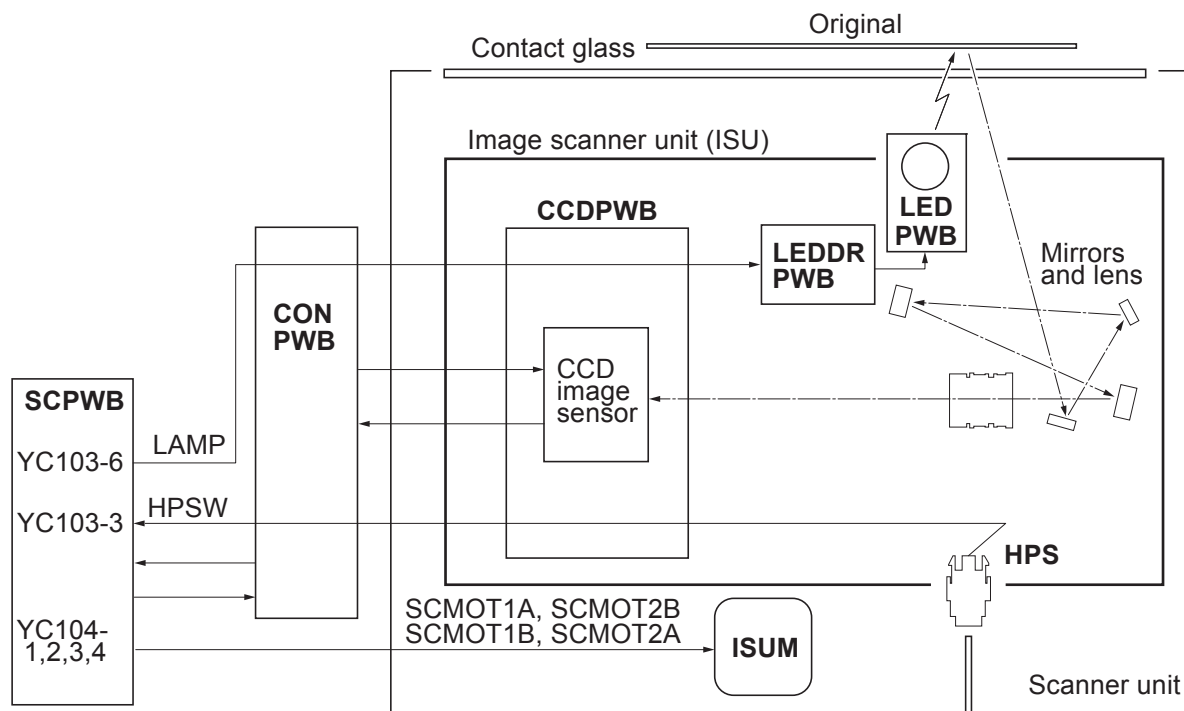 Original
Contact glass
Image scanner unit (ISU)
CCDPWB
LED
PWB
LEDDR
PWB
Mirrors
and lens
CON
PWB
CCD
image
sensor
SCPWB
YC103-6
LAMP
YC103-3
HPSW
HPS
YC104-
1,2,3,4
SCMOT1A, SCMOT2B
SCMOT1B, SCMOT2A
ISUM
Scanner unit